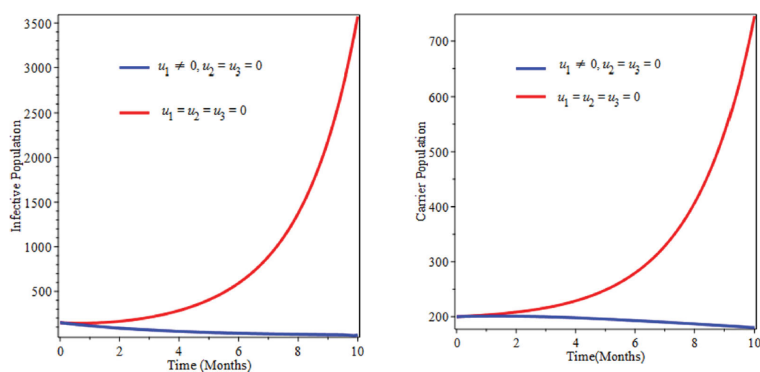 3500
3000
2500
2000
1500
1000
500
Infective Population
u₁ ≠ 0, u₂ = u₃ = 0
u₁ = u₂ = u₃ = 0
0 2 4 6 8 10
Time (Months)
700
600
500
400
300
200
Carrier Population
u₁ ≠ 0, u₂ = u₃ = 0
u₁ = u₂ = u₃ = 0
0 2 4 6 8 10
Time(Months)